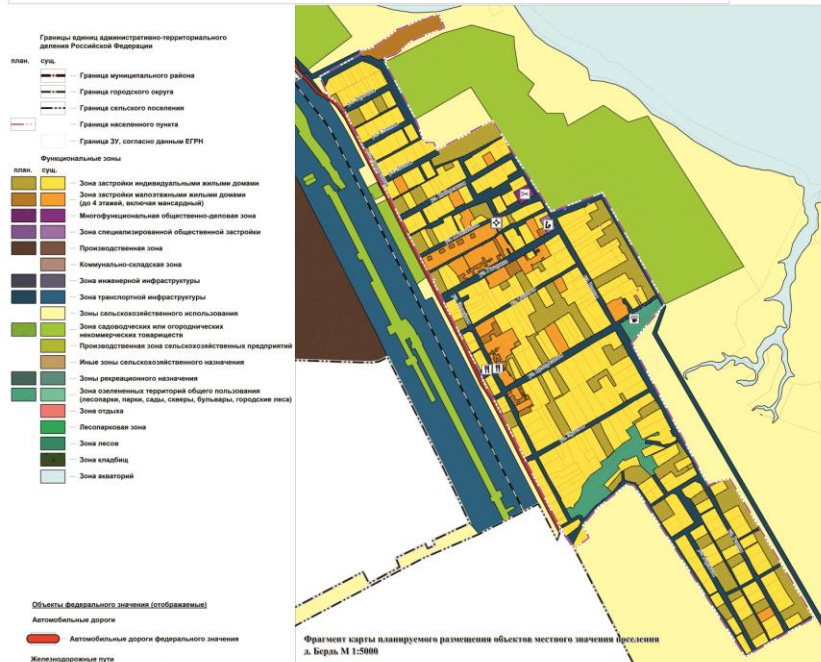 Границы единиц административно-территориального
деления Российской Федерации
план. сущ.
Граница муниципального района
Граница городского округа
Граница сельского поселения
Граница населенного пункта
Граница ЗУ, согласно данным ЕГРН
Функциональные зоны
план. сущ.
Зона застройки индивидуальными жилыми домами
Зона застройки малоэтажными жилыми домами
(до 4 этажей, включая мансардный)
Многофункциональная общественно-деловая зона
Зона специализированной общественной застройки
Производственная зона
Коммунально-складская зона
Зона инженерной инфраструктуры
Зона транспортной инфраструктуры
Зоны сельскохозяйственного использования
Зона садоводческих или огороднических
некоммерческих товариществ
Производственная зона сельскохозяйственных предприятий
Иные зоны сельскохозяйственного назначения
Зоны рекреационного назначения
Зона озелененных территорий общего пользования
(лесопарки, парки, сады, скверы, бульвары, городские леса)
Зона отдыха
Лесопарковая зона
Зона лесов
Зона кладбищ
Зона акваторий
Объекты федерального значения (отображаемые)
Автомобильные дороги
Автомобильные дороги федерального значения
Железнодорожные пути
Фрагмент карты планируемого размещения объектов местного значения поселения
д. Бердь М 1:5000